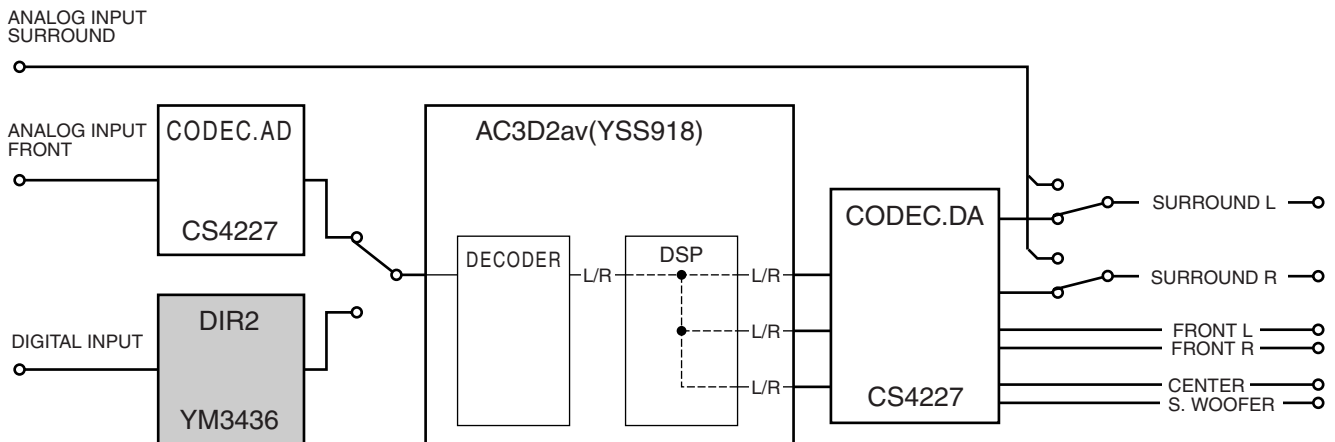 ANALOG INPUT
SURROUND
ANALOG INPUT
FRONT
CODEC.AD
CS4227
DIGITAL INPUT
DIR2
YM3436
AC3D2av(YSS918)
DECODER
L/R
DSP
L/R
L/R
L/R
CODEC.DA
CS4227
SURROUND L
SURROUND R
FRONT L
FRONT R
CENTER
S. WOOFER